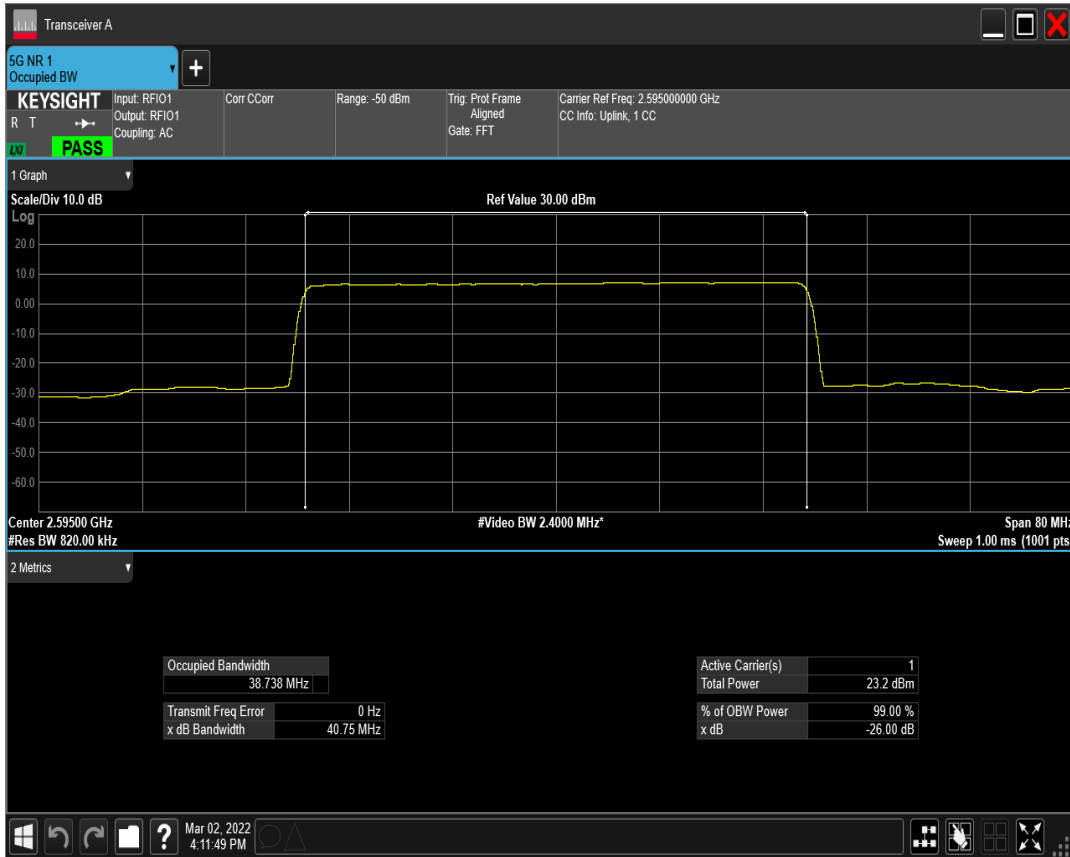 Transceiver A
5G NR 1
Occupied BW
+
KEYSIGHT
R T
LXI
PASS
Input: RFIO1
Output: RFIO1
Coupling: AC
Corr CCorr
Range: -50 dBm
Trig: Prot Frame
Aligned
Gate: FFT
Carrier Ref Freq: 2.595000000 GHz
CC Info: Uplink, 1 CC
1 Graph
Scale/Div 10.0 dB
Ref Value 30.00 dBm
Log
20.0
10.0
0.00
-10.0
-20.0
-30.0
-40.0
-50.0
-60.0
Center 2.59500 GHz
#Video BW 2.4000 MHz*
Span 80 MHz
#Res BW 820.00 kHz
Sweep 1.00 ms (1001 pts
2 Metrics
Occupied Bandwidth
38.738 MHz
Transmit Freq Error 0 Hz
x dB Bandwidth 40.75 MHz
Active Carrier(s) 1
Total Power 23.2 dBm
% of OBW Power 99.00 %
x dB -26.00 dB
?
Mar 02, 2022
4:11:49 PM